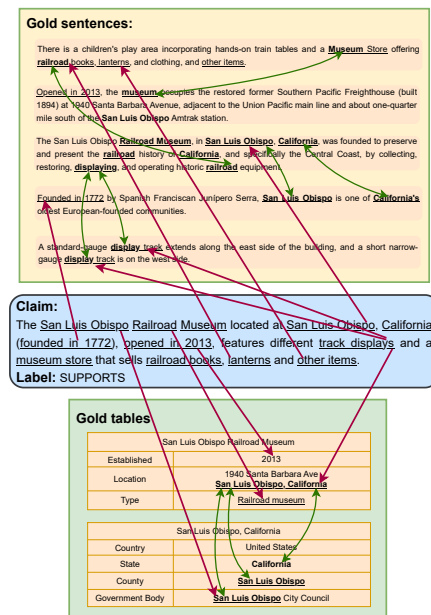 Gold sentences:
There is a children's play area incorporating hands-on train tables and a Museum Store offering
railroad books, lanterns, and clothing, and other items.
Opened in 2013, the museum occupies the restored former Southern Pacific Freighthouse (built
1894) at 1940 Santa Barbara Avenue, adjacent to the Union Pacific main line and about one-quarter
mile south of the San Luis Obispo Amtrak station.
The San Luis Obispo Railroad Museum, in San Luis Obispo, California, was founded to preserve
and present the railroad history of California, and specifically the Central Coast, by collecting,
restoring, displaying, and operating historic railroad equipment.
Founded in 1772 by Spanish Franciscan Junípero Serra, San Luis Obispo is one of California's
oldest European-founded communities.
A standard-gauge display track extends along the east side of the building, and a short narrow-
gauge display track is on the west side.
Claim:
The San Luis Obispo Railroad Museum located at San Luis Obispo, California
(founded in 1772), opened in 2013, features different track displays and a
museum store that sells railroad books, lanterns and other items.
Label: SUPPORTS
Gold tables
San Luis Obispo Railroad Museum
Established 2013
Location 1940 Santa Barbara Ave
San Luis Obispo, California
Type Railroad museum
San Luis Obispo, California
Country United States
State California
County San Luis Obispo
Government Body San Luis Obispo City Council